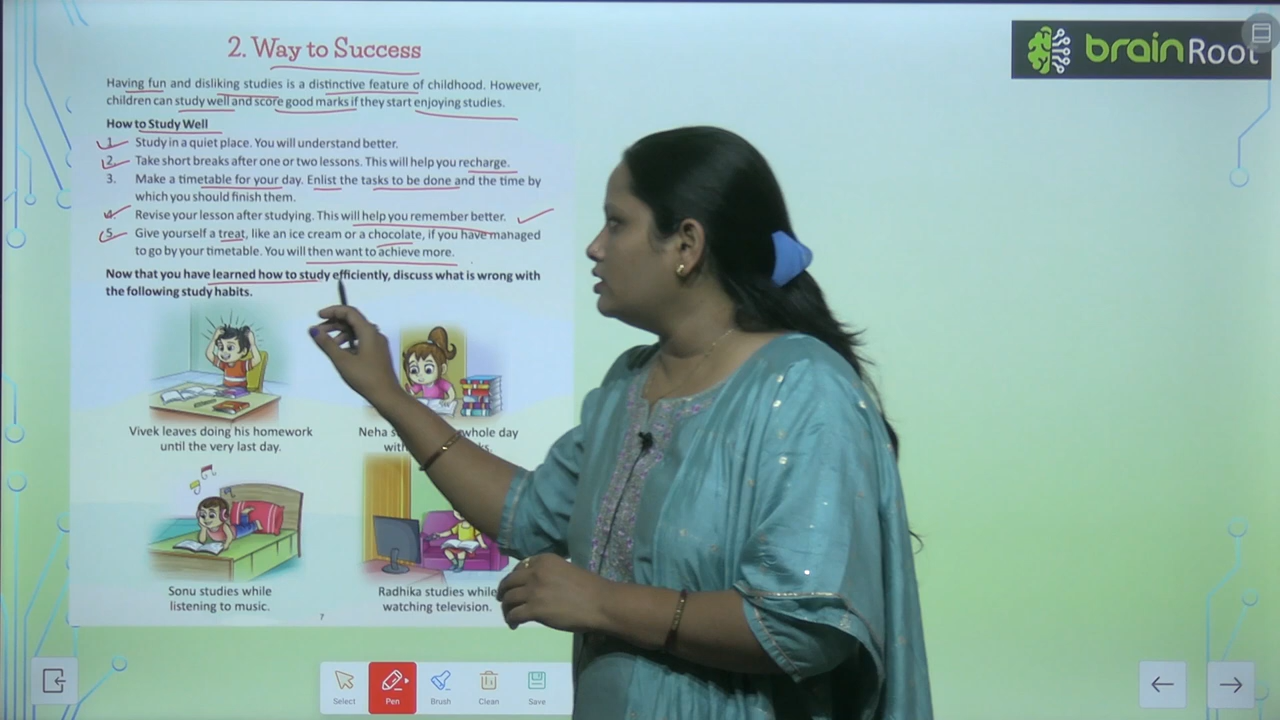 brainRoot
2. Way to Success
Having fun and disliking studies is a distinctive feature of childhood. However,
children can study well and score good marks if they start enjoying studies.
How to Study Well
1. Study in a quiet place. You will understand better.
2. Take short breaks after one or two lessons. This will help you recharge.
3. Make a timetable for your day. Enlist the tasks to be done and the time by
which you should finish them.
4. Revise your lesson after studying. This will help you remember better.
5. Give yourself a treat, like an ice cream or a chocolate, if you have managed
to go by your timetable. You will then want to achieve more.
Now that you have learned how to study efficiently, discuss what is wrong with
the following study habits.
Vivek leaves doing his homework
until the very last day.
Neha whole day
Sonu studies while
listening to music.
Radhika studies while
watching television.
7
Select
Pen
Brush
Clean
Save